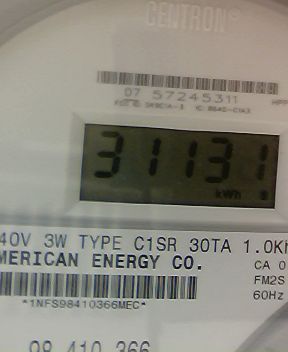 CENTRON®
07 57245311
31131
kWh
40V 3W TYPE C1SR 30TA 1.0Kh
MERICAN ENERGY CO.
CA 0
FM2S
60Hz
*1NFS98410366MEC*
98 410 366